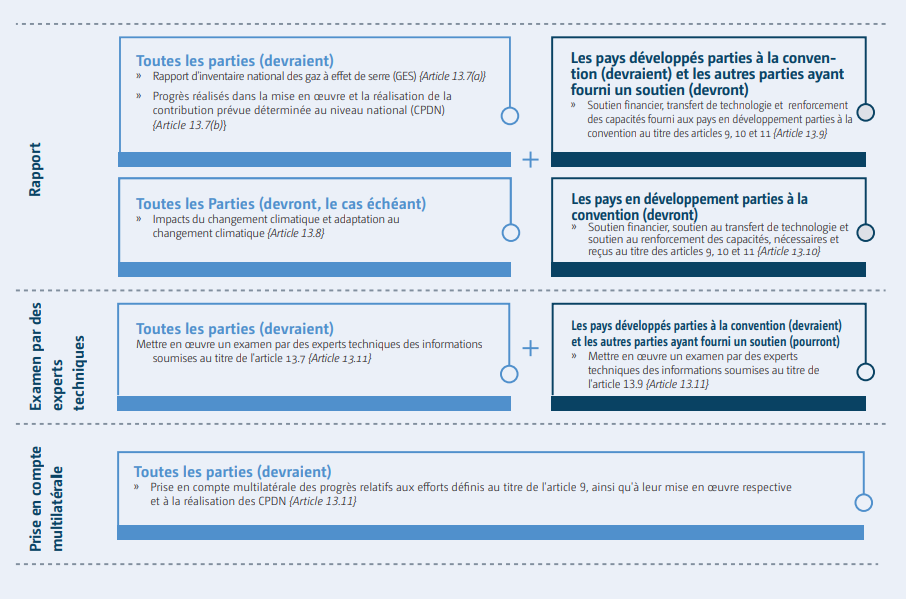 Rapport
Toutes les parties (devraient)
» Rapport d'inventaire national des gaz à effet de serre (GES) {Article 13.7(a)}
» Progrès réalisés dans la mise en œuvre et la réalisation de la
contribution prévue déterminée au niveau national (CPDN)
{Article 13.7(b)}
+
Les pays développés parties à la conven-
tion (devraient) et les autres parties ayant
fourni un soutien (devront)
» Soutien financier, transfert de technologie et renforcement
des capacités fourni aux pays en développement parties à la
convention au titre des articles 9, 10 et 11 {Article 13.9}
Toutes les Parties (devront, le cas échéant)
» Impacts du changement climatique et adaptation au
changement climatique {Article 13.8}
Les pays en développement parties à la
convention (devront)
» Soutien financier, soutien au transfert de technologie et
soutien au renforcement des capacités, nécessaires et
reçus au titre des articles 9, 10 et 11 {Article 13.10}
Examen par des
experts
techniques
Toutes les parties (devraient)
Mettre en œuvre un examen par des experts techniques des informations
soumises au titre de l'article 13.7 {Article 13.11}
+
Les pays développés parties à la convention (devraient)
et les autres parties ayant fourni un soutien (pourront)
» Mettre en œuvre un examen par des experts
techniques des informations soumises au titre de
l'article 13.9 {Article 13.11}
Prise en compte
multilatérale
Toutes les parties (devraient)
» Prise en compte multilatérale des progrès relatifs aux efforts définis au titre de l'article 9, ainsi qu'à leur mise en œuvre respective
et à la réalisation des CPDN {Article 13.11}